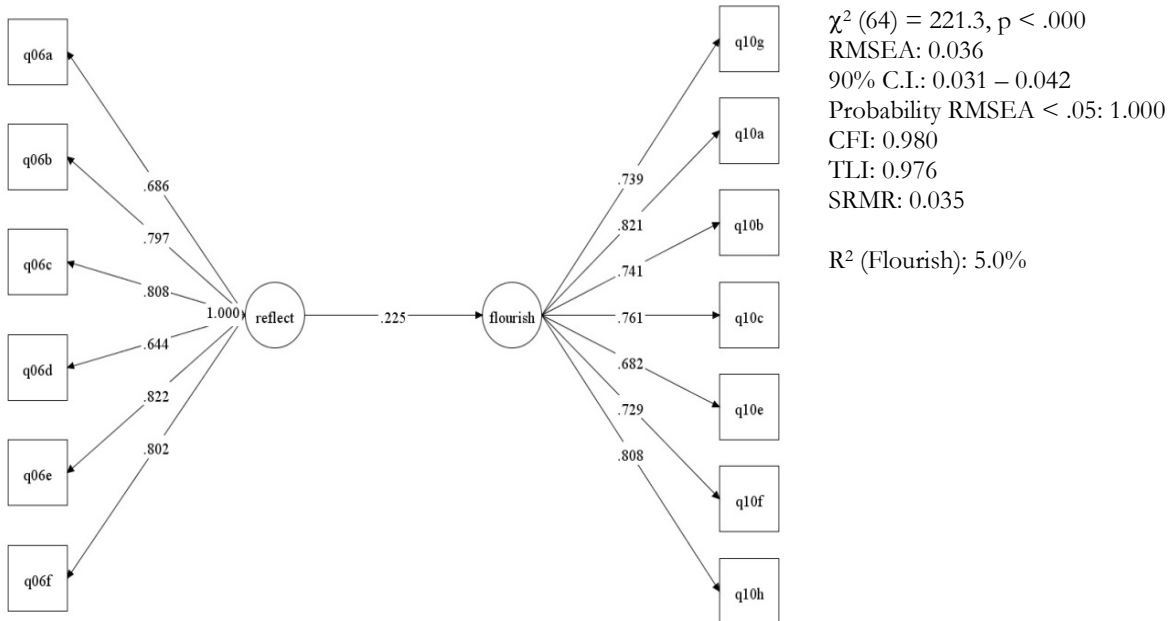 q06a
q06b
q06c
q06d
q06e
q06f
.686
.797
.808
1.000
.644
.822
.802
reflect
.225
flourish
.739
.821
.741
.761
.682
.729
.808
q10g
q10a
q10b
q10c
q10e
q10f
q10h
χ² (64) = 221.3, p < .000
RMSEA: 0.036
90% C.I.: 0.031 – 0.042
Probability RMSEA < .05: 1.000
CFI: 0.980
TLI: 0.976
SRMR: 0.035
R² (Flourish): 5.0%